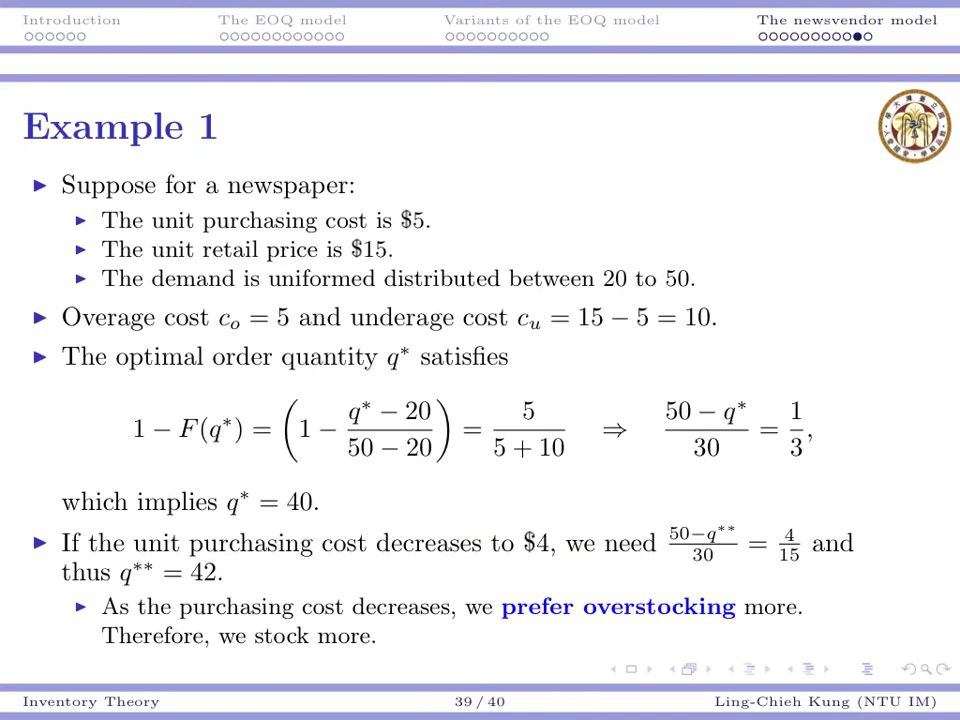 Introduction The EOQ model Variants of the EOQ model The newsvendor model
Example 1
Suppose for a newspaper:
The unit purchasing cost is $5.
The unit retail price is $15.
The demand is uniformed distributed between 20 to 50.
Overage cost c_o = 5 and underage cost c_u = 15 − 5 = 10.
The optimal order quantity q* satisfies
1 − F(q*) = (1 − (q* − 20)/(50 − 20)) = 5/(5 + 10) ⇒ (50 − q*)/30 = 1/3,
which implies q* = 40.
If the unit purchasing cost decreases to $4, we need (50−q**)/30 = 4/15 and
thus q** = 42.
As the purchasing cost decreases, we prefer overstocking more.
Therefore, we stock more.
Inventory Theory 39 / 40 Ling-Chieh Kung (NTU IM)